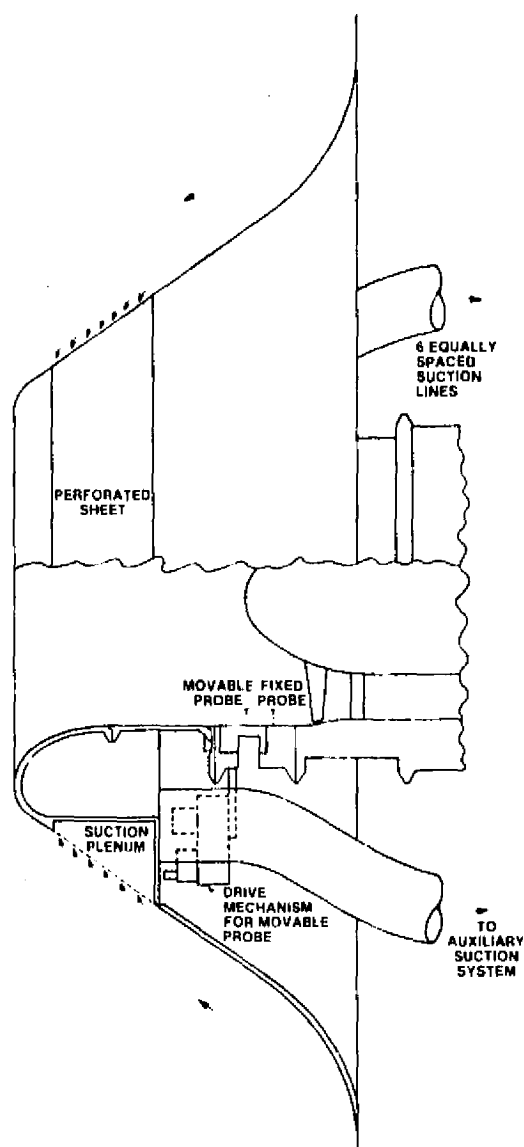 6 EQUALLY
SPACED
SUCTION
LINES
PERFORATED
SHEET
MOVABLE FIXED
PROBE PROBE
SUCTION
PLENUM
DRIVE
MECHANISM
FOR MOVABLE
PROBE
TO
AUXILIARY
SUCTION
SYSTEM